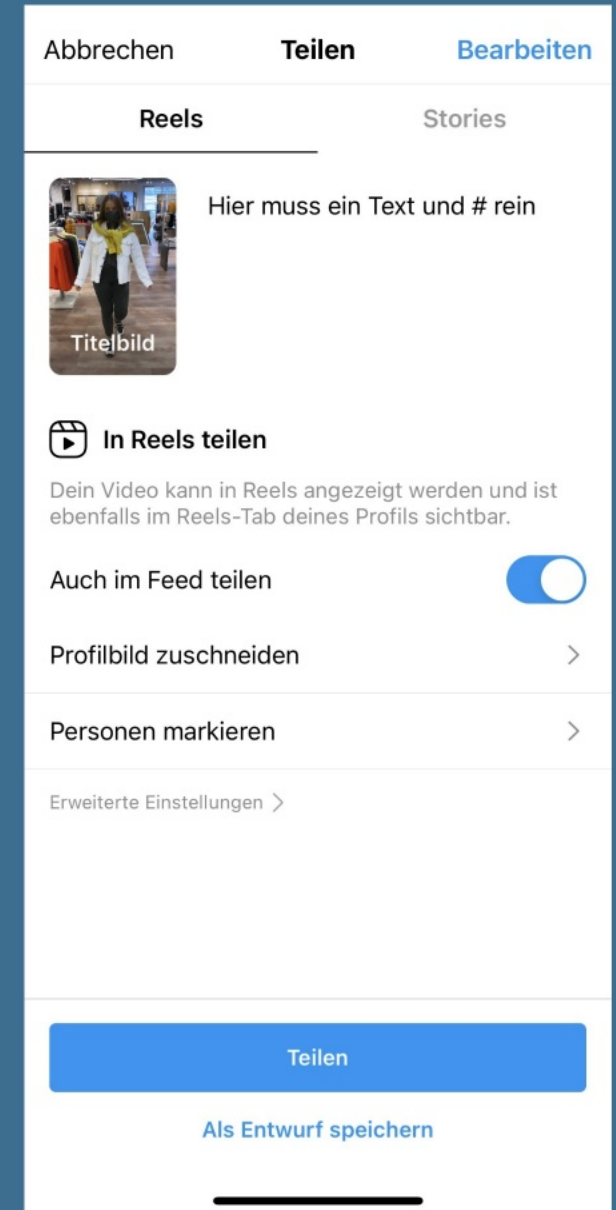 Abbrechen Teilen Bearbeiten
Reels Stories
Hier muss ein Text und # rein
Titelbild
In Reels teilen
Dein Video kann in Reels angezeigt werden und ist
ebenfalls im Reels-Tab deines Profils sichtbar.
Auch im Feed teilen
Profilbild zuschneiden
Personen markieren
Erweiterte Einstellungen
Teilen
Als Entwurf speichern